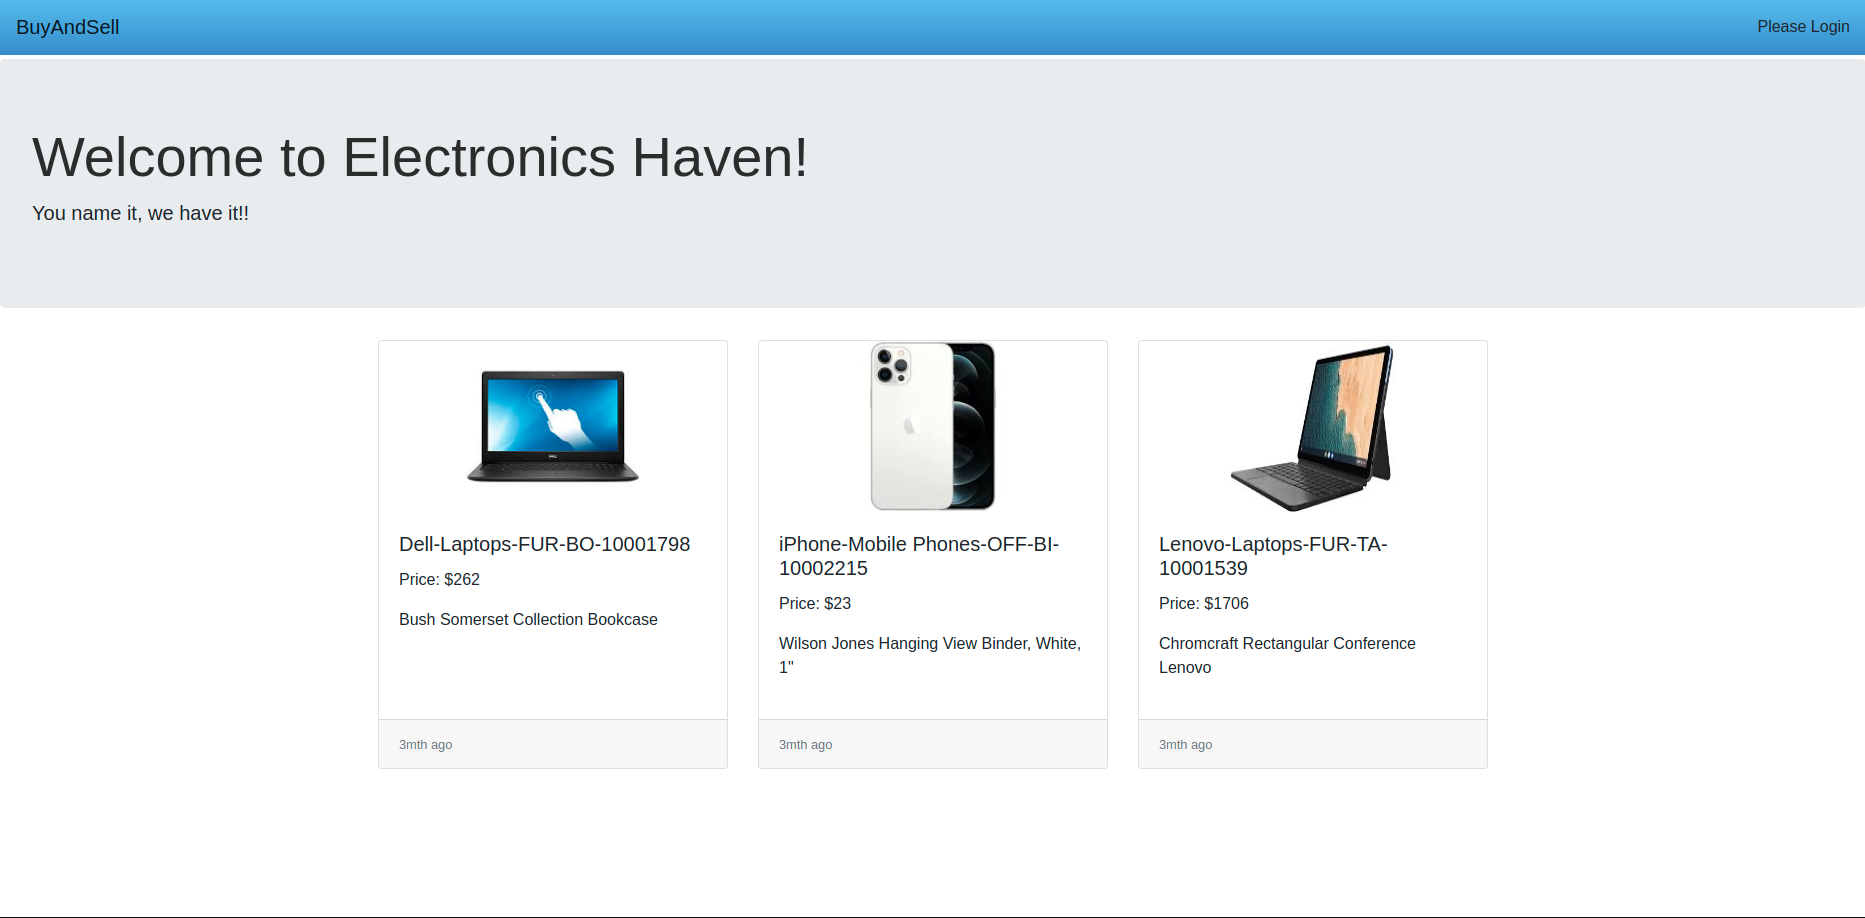 BuyAndSell
Please Login
Welcome to Electronics Haven!
You name it, we have it!!
Dell-Laptops-FUR-BO-10001798
Price: $262
Bush Somerset Collection Bookcase
3mth ago
iPhone-Mobile Phones-OFF-BI-
10002215
Price: $23
Wilson Jones Hanging View Binder, White,
1"
3mth ago
Lenovo-Laptops-FUR-TA-
10001539
Price: $1706
Chromcraft Rectangular Conference
Lenovo
3mth ago